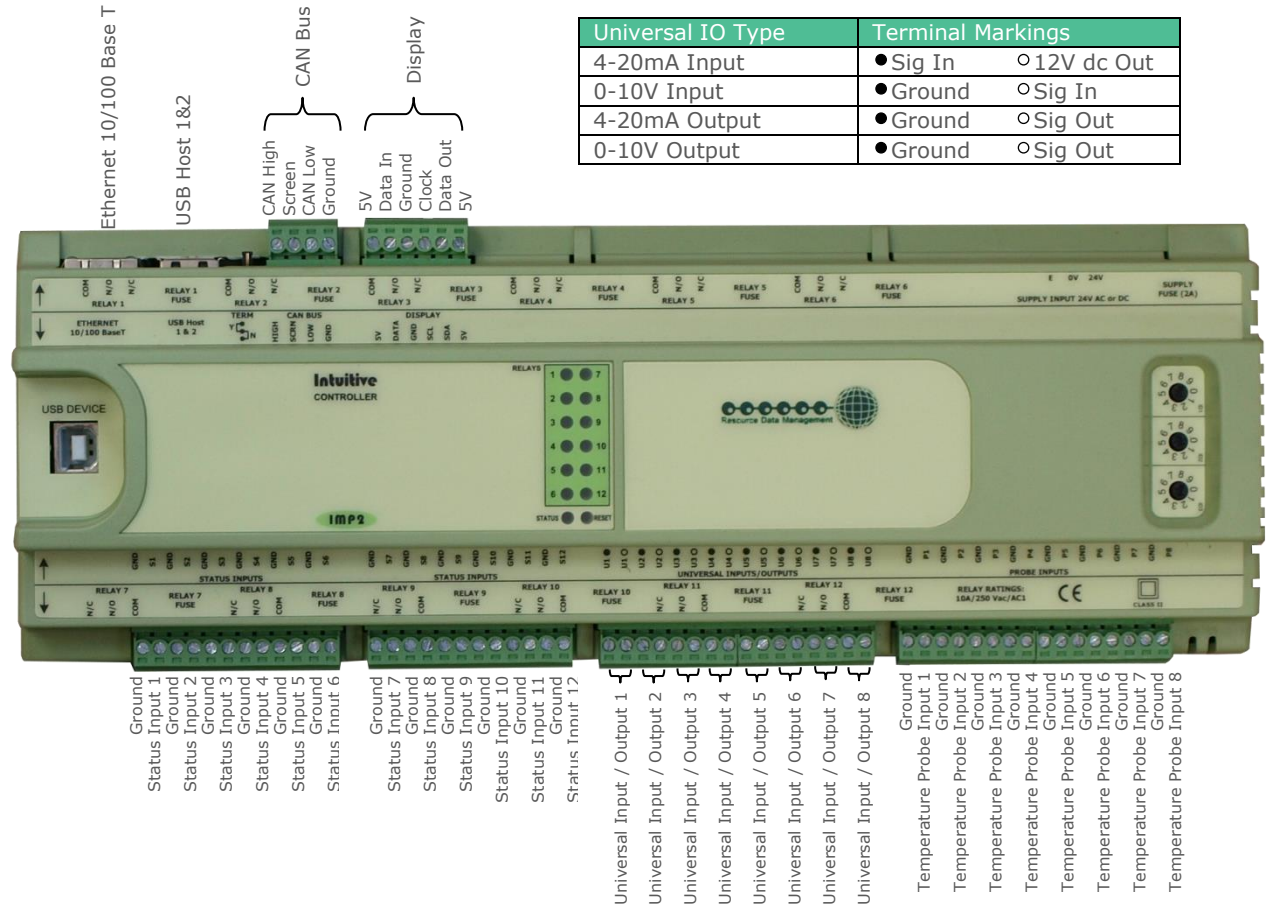 Ethernet 10/100 Base T
USB Host 1&2
CAN Bus
CAN High
Screen
CAN Low
Ground
Display
5V
Data In
Ground
Clock
Data Out
5V
Universal IO Type Terminal Markings
4-20mA Input ●Sig In ○12V dc Out
0-10V Input ●Ground ○Sig In
4-20mA Output ●Ground ○Sig Out
0-10V Output ●Ground ○Sig Out
COM N/O N/C
RELAY 1
RELAY 1 FUSE
COM N/O N/C
RELAY 2
RELAY 2 FUSE
COM N/O N/C
RELAY 3
RELAY 3 FUSE
COM N/O N/C
RELAY 4
RELAY 4 FUSE
COM N/O N/C
RELAY 5
RELAY 5 FUSE
COM N/O N/C
RELAY 6
RELAY 6 FUSE
E 0V 24V
SUPPLY INPUT 24V AC or DC
SUPPLY FUSE (2A)
ETHERNET
10/100 BaseT
USB Host
1 & 2
TERM
Y N
CAN BUS
HIGH SCRN LOW GND
DISPLAY
5V DATA GND SCL SDA 5V
USB DEVICE
Intuitive
CONTROLLER
IMP2
RELAYS
1 7
2 8
3 9
4 10
5 11
6 12
STATUS RESET
Resource Data Management
GND S1 GND S2 GND S3 GND S4 GND S5 GND S6
STATUS INPUTS
GND S7 GND S8 GND S9 GND S10 GND S11 GND S12
STATUS INPUTS
U1● U1○ U2● U2○ U3● U3○ U4● U4○ U5● U5○ U6● U6○ U7● U7○ U8● U8○
UNIVERSAL INPUTS/OUTPUTS
GND P1 GND P2 GND P3 GND P4 GND P5 GND P6 GND P7 GND P8
PROBE INPUTS
RELAY 7
N/C N/O COM
RELAY 7 FUSE
RELAY 8
N/C N/O COM
RELAY 8 FUSE
RELAY 9
N/C N/O COM
RELAY 9 FUSE
RELAY 10
N/C N/O COM
RELAY 10 FUSE
RELAY 11
N/C N/O COM
RELAY 11 FUSE
RELAY 12
N/C N/O COM
RELAY 12 FUSE
RELAY RATINGS:
10A/250 Vac/AC1
CE
CLASS II
Ground
Status Input 1
Ground
Status Input 2
Ground
Status Input 3
Ground
Status Input 4
Ground
Status Input 5
Ground
Status Input 6
Ground
Status Input 7
Ground
Status Input 8
Ground
Status Input 9
Ground
Status Input 10
Ground
Status Input 11
Ground
Status Input 12
Universal Input / Output 1
Universal Input / Output 2
Universal Input / Output 3
Universal Input / Output 4
Universal Input / Output 5
Universal Input / Output 6
Universal Input / Output 7
Universal Input / Output 8
Ground
Temperature Probe Input 1
Ground
Temperature Probe Input 2
Ground
Temperature Probe Input 3
Ground
Temperature Probe Input 4
Ground
Temperature Probe Input 5
Ground
Temperature Probe Input 6
Ground
Temperature Probe Input 7
Ground
Temperature Probe Input 8